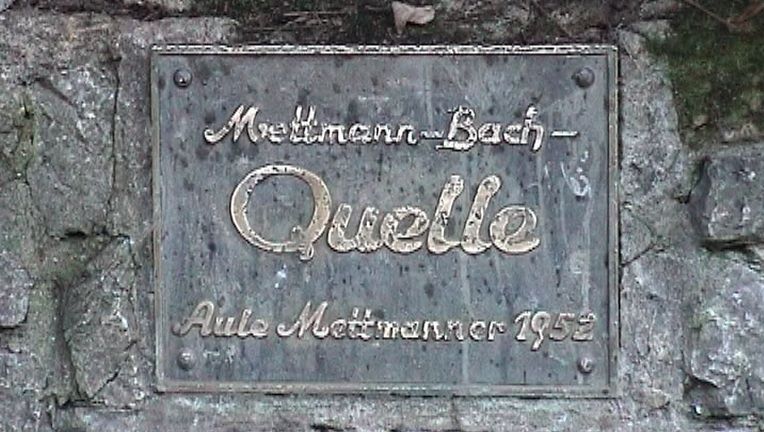 Mettmann-Bach-
Quelle
Aule Mettmanner 1952